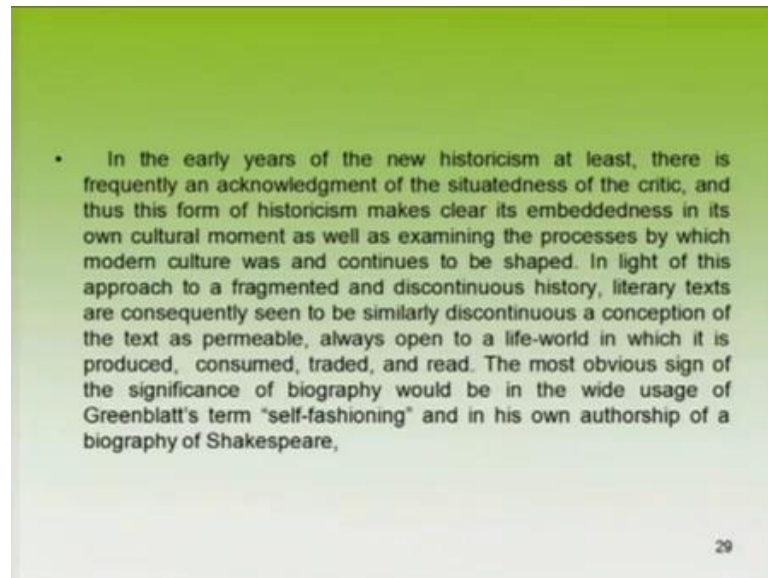 • In the early years of the new historicism at least, there is
frequently an acknowledgment of the situatedness of the critic, and
thus this form of historicism makes clear its embeddedness in its
own cultural moment as well as examining the processes by which
modern culture was and continues to be shaped. In light of this
approach to a fragmented and discontinuous history, literary texts
are consequently seen to be similarly discontinuous a conception of
the text as permeable, always open to a life-world in which it is
produced, consumed, traded, and read. The most obvious sign of
the significance of biography would be in the wide usage of
Greenblatt's term "self-fashioning" and in his own authorship of a
biography of Shakespeare,
29